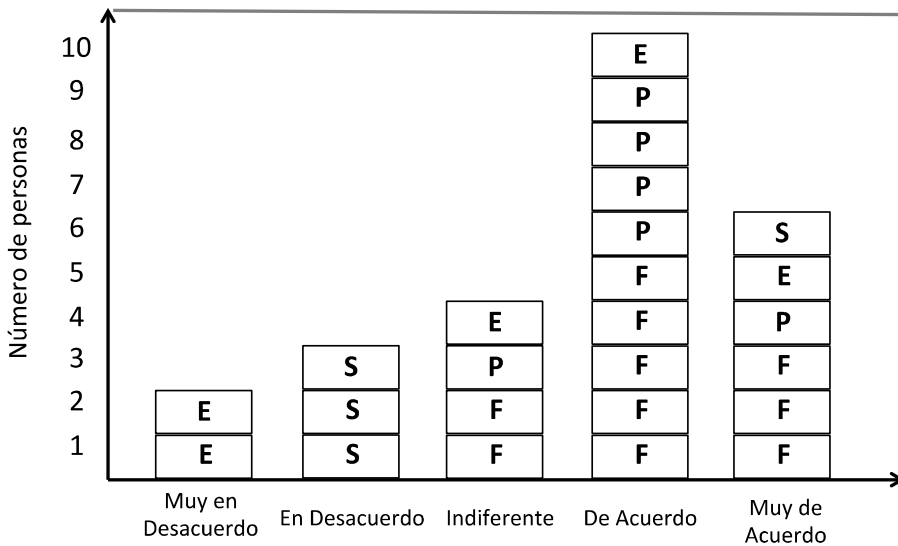 Número de personas
10
9
8
7
6
5
4
3
2
1
E
E
S
S
S
E
P
F
F
E
P
P
P
P
F
F
F
F
F
S
E
P
F
F
F
Muy en
Desacuerdo
En Desacuerdo
Indiferente
De Acuerdo
Muy de
Acuerdo